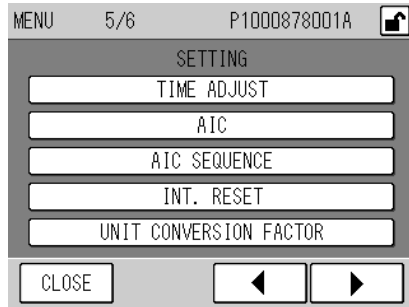 MENU 5/6 P1000878001A
SETTING
TIME ADJUST
AIC
AIC SEQUENCE
INT. RESET
UNIT CONVERSION FACTOR
CLOSE